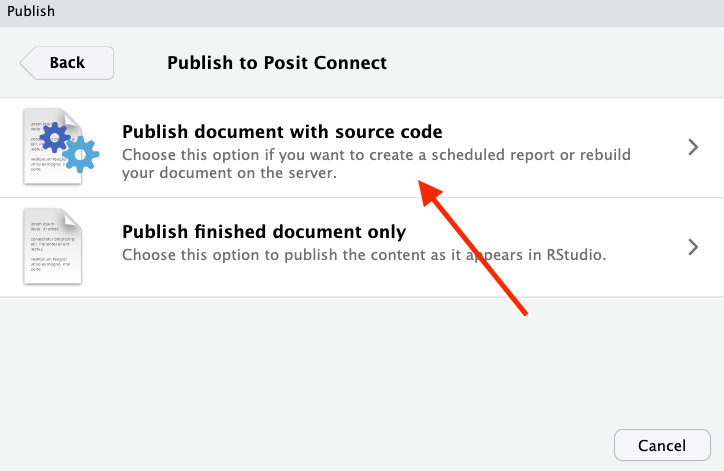 Publish
Back
Publish to Posit Connect
Publish document with source code
Choose this option if you want to create a scheduled report or rebuild
your document on the server.
Publish finished document only
Choose this option to publish the content as it appears in RStudio.
Cancel